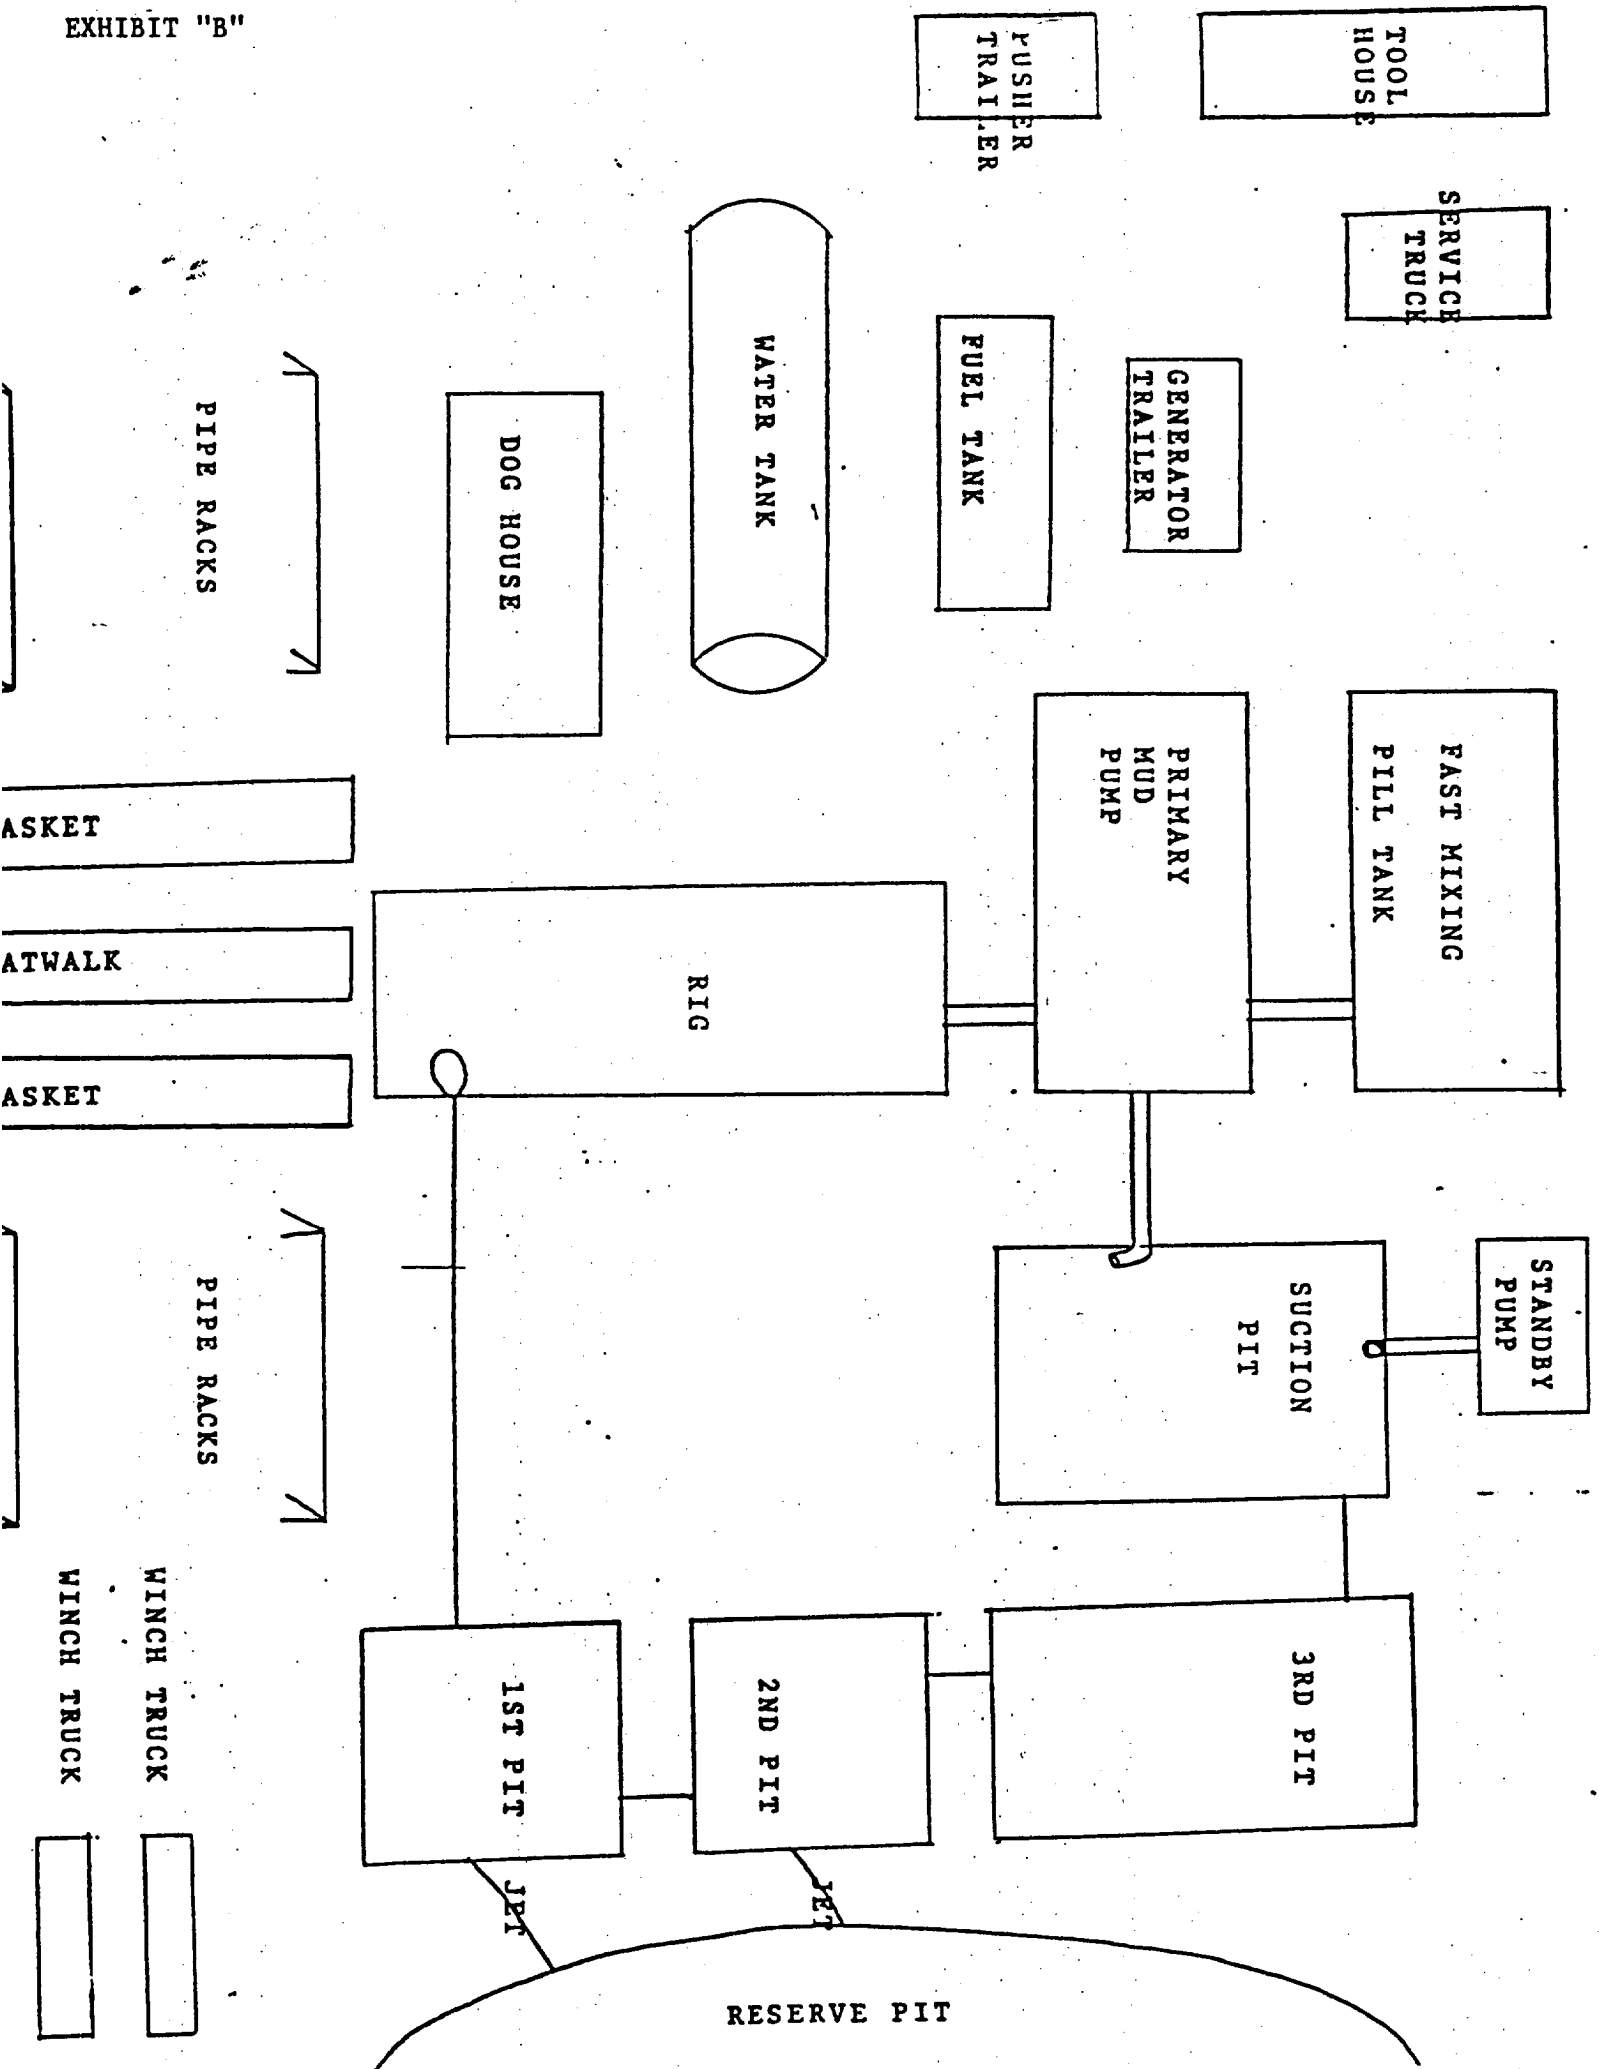 EXHIBIT "B"
PUSHER
TRAILER
TOOL
HOUSE
SERVICE
TRUCK
WATER TANK
FUEL TANK
GENERATOR
TRAILER
PIPE RACKS
DOG HOUSE
PRIMARY
MUD
PUMP
FAST MIXING
PILL TANK
ASKET
ATWALK
ASKET
RIG
STANDBY
PUMP
SUCTION
PIT
PIPE RACKS
WINCH TRUCK
WINCH TRUCK
1ST PIT
2ND PIT
3RD PIT
JET
JET
RESERVE PIT